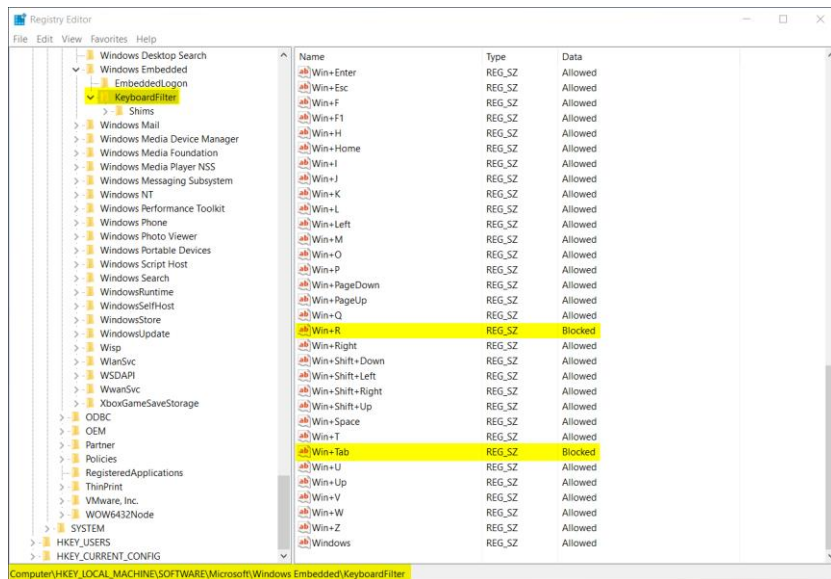 Registry Editor
File Edit View Favorites Help
Windows Desktop Search
Windows Embedded
EmbeddedLogon
KeyboardFilter
Shims
Windows Mail
Windows Media Device Manager
Windows Media Foundation
Windows Media Player NSS
Windows Messaging Subsystem
Windows NT
Windows Performance Toolkit
Windows Phone
Windows Photo Viewer
Windows Portable Devices
Windows Script Host
Windows Search
WindowsRuntime
WindowsSelfHost
WindowsStore
WindowsUpdate
Wisp
WlanSvc
WSDAPI
WwanSvc
XboxGameSaveStorage
ODBC
OEM
Partner
Policies
RegisteredApplications
ThinPrint
VMware, Inc.
WOW6432Node
SYSTEM
HKEY_USERS
HKEY_CURRENT_CONFIG
Name Type Data
Win+Enter REG_SZ Allowed
Win+Esc REG_SZ Allowed
Win+F REG_SZ Allowed
Win+F1 REG_SZ Allowed
Win+H REG_SZ Allowed
Win+Home REG_SZ Allowed
Win+I REG_SZ Allowed
Win+J REG_SZ Allowed
Win+K REG_SZ Allowed
Win+L REG_SZ Allowed
Win+Left REG_SZ Allowed
Win+M REG_SZ Allowed
Win+O REG_SZ Allowed
Win+P REG_SZ Allowed
Win+PageDown REG_SZ Allowed
Win+PageUp REG_SZ Allowed
Win+Q REG_SZ Allowed
Win+R REG_SZ Blocked
Win+Right REG_SZ Allowed
Win+Shift+Down REG_SZ Allowed
Win+Shift+Left REG_SZ Allowed
Win+Shift+Right REG_SZ Allowed
Win+Shift+Up REG_SZ Allowed
Win+Space REG_SZ Allowed
Win+T REG_SZ Allowed
Win+Tab REG_SZ Blocked
Win+U REG_SZ Allowed
Win+Up REG_SZ Allowed
Win+V REG_SZ Allowed
Win+W REG_SZ Allowed
Win+Z REG_SZ Allowed
Windows REG_SZ Allowed
Computer\HKEY_LOCAL_MACHINE\SOFTWARE\Microsoft\Windows Embedded\KeyboardFilter